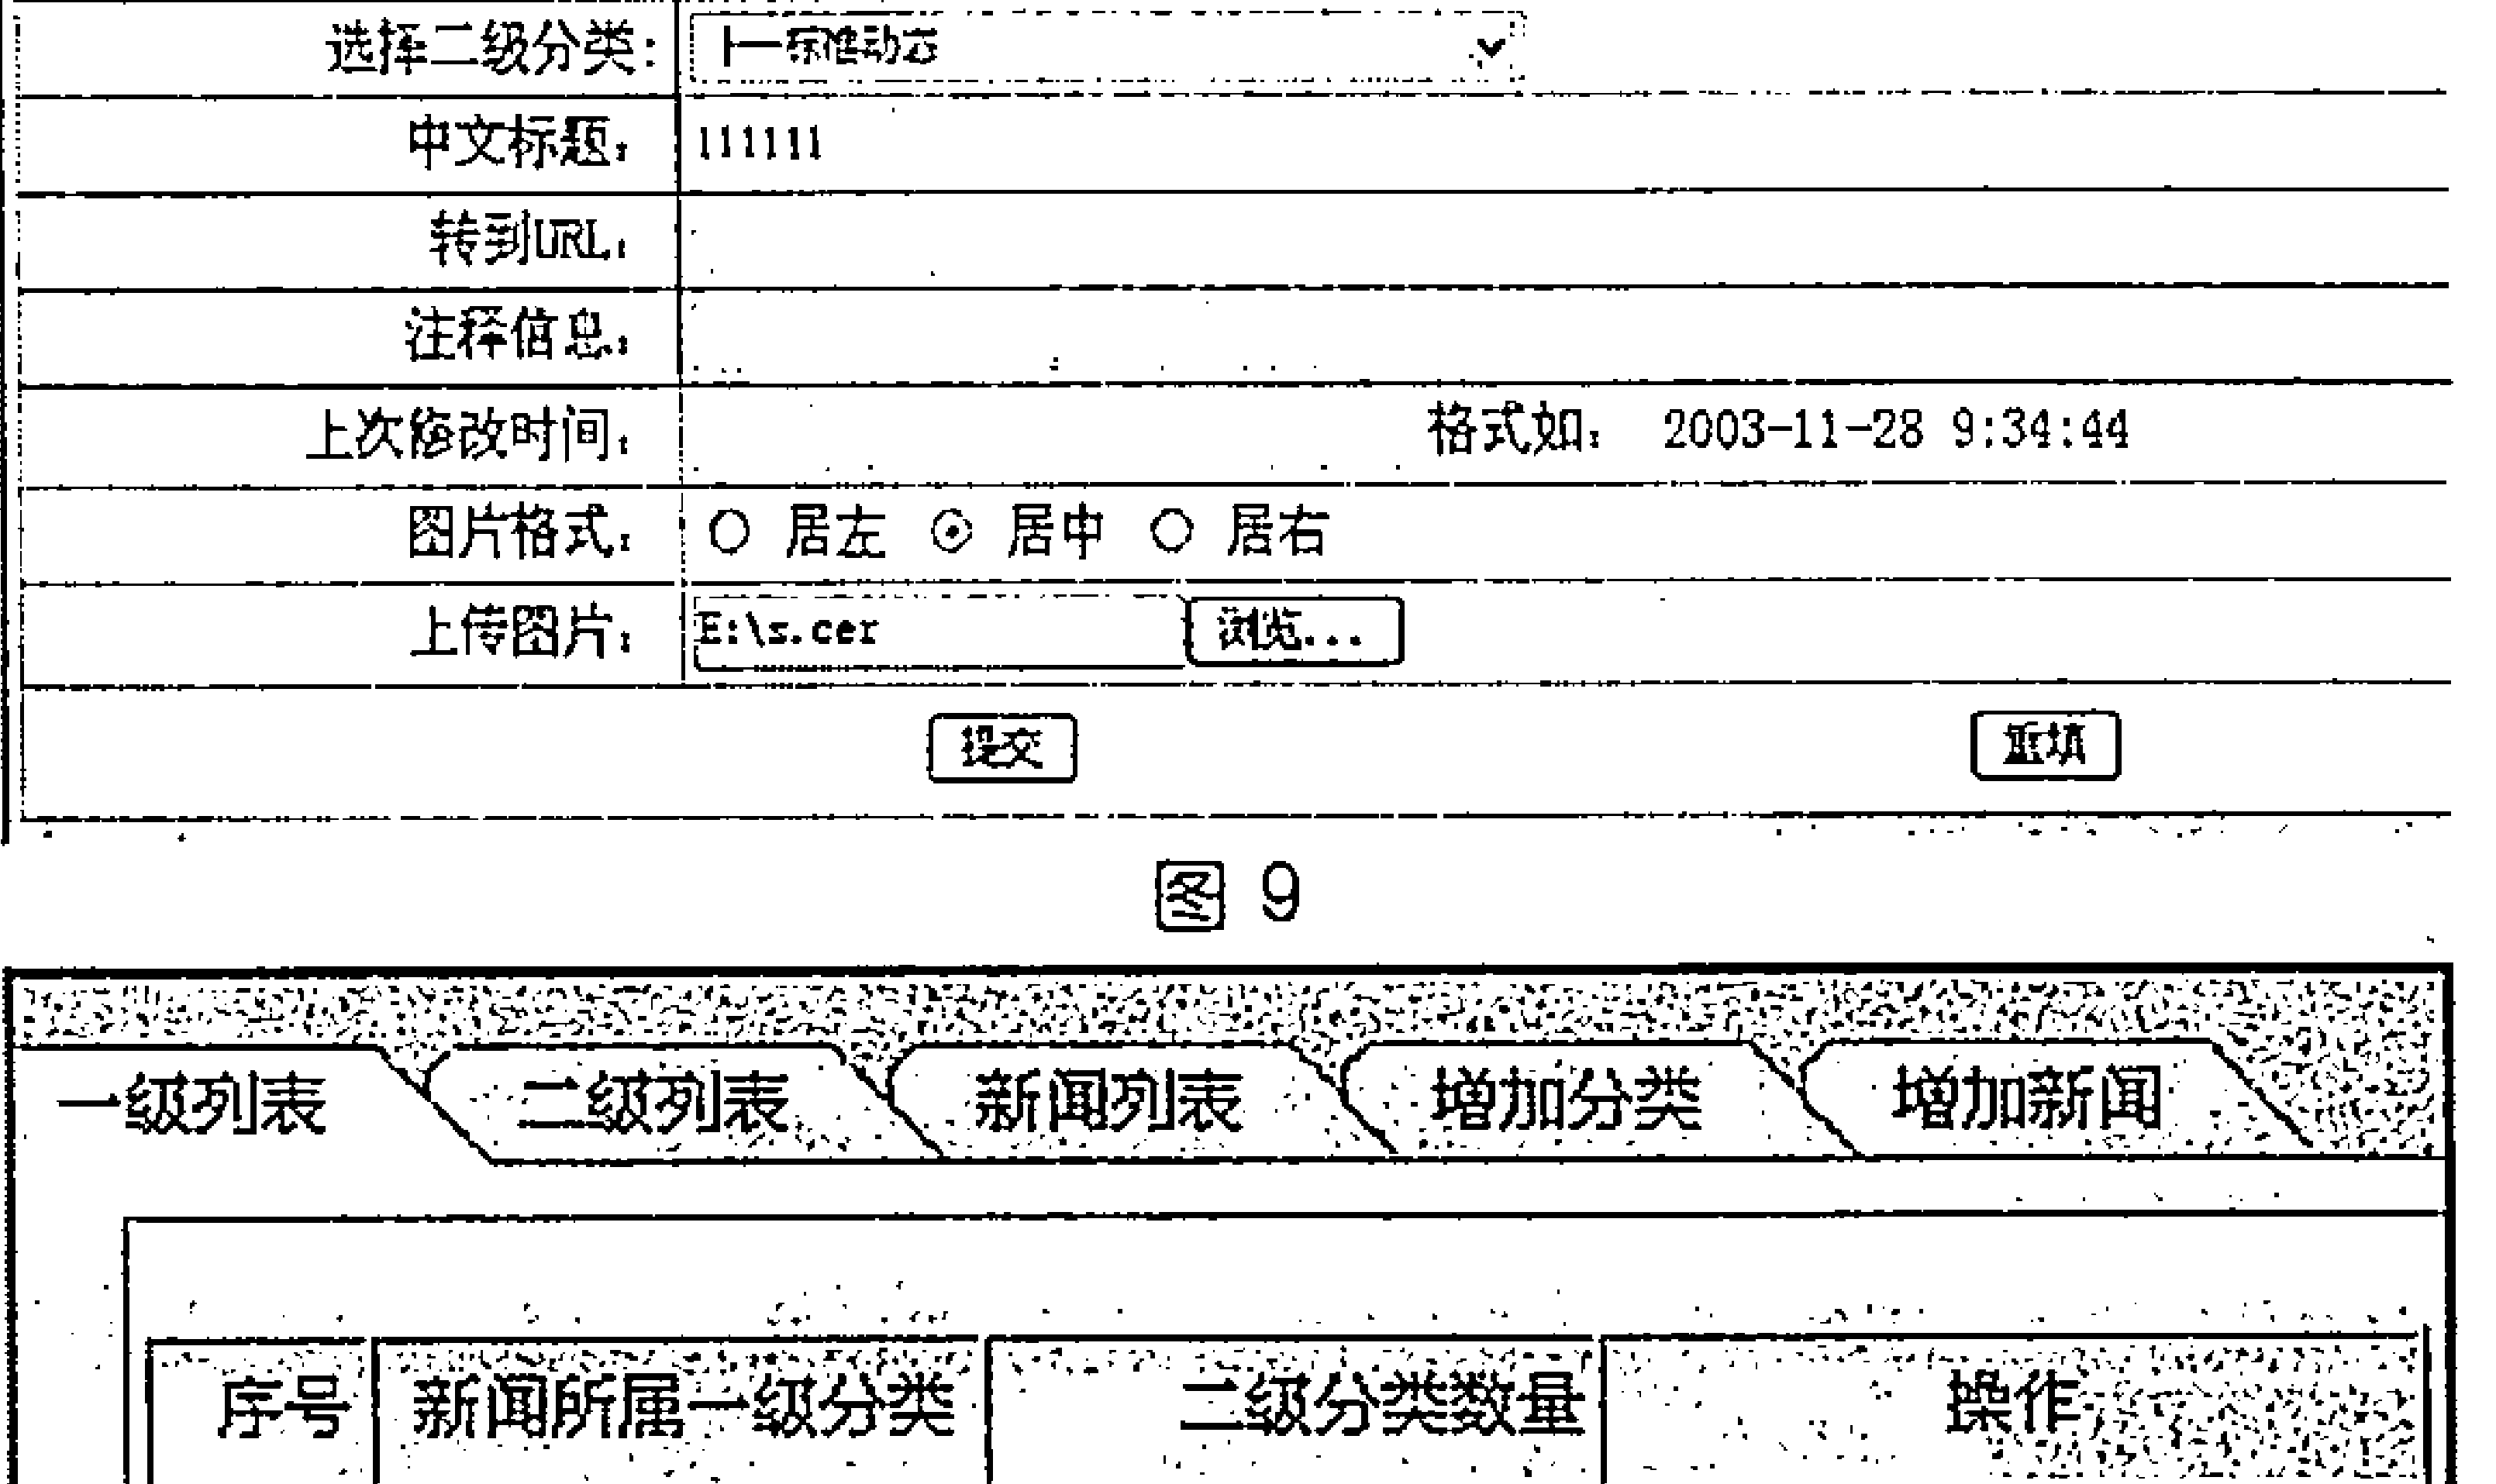 选择二级分类: ├─综合动态
中文标题: 111111
转到URL:
注释信息:
上次修改时间: 格式如: 2003-11-28 9:34:44
图片格式: 居左 居中 居右
上传图片: E:\s.cer 浏览...
提交 重填
图 9
一级列表 二级列表 新闻列表 增加分类 增加新闻
序号 新闻所属一级分类 二级分类数量 操作